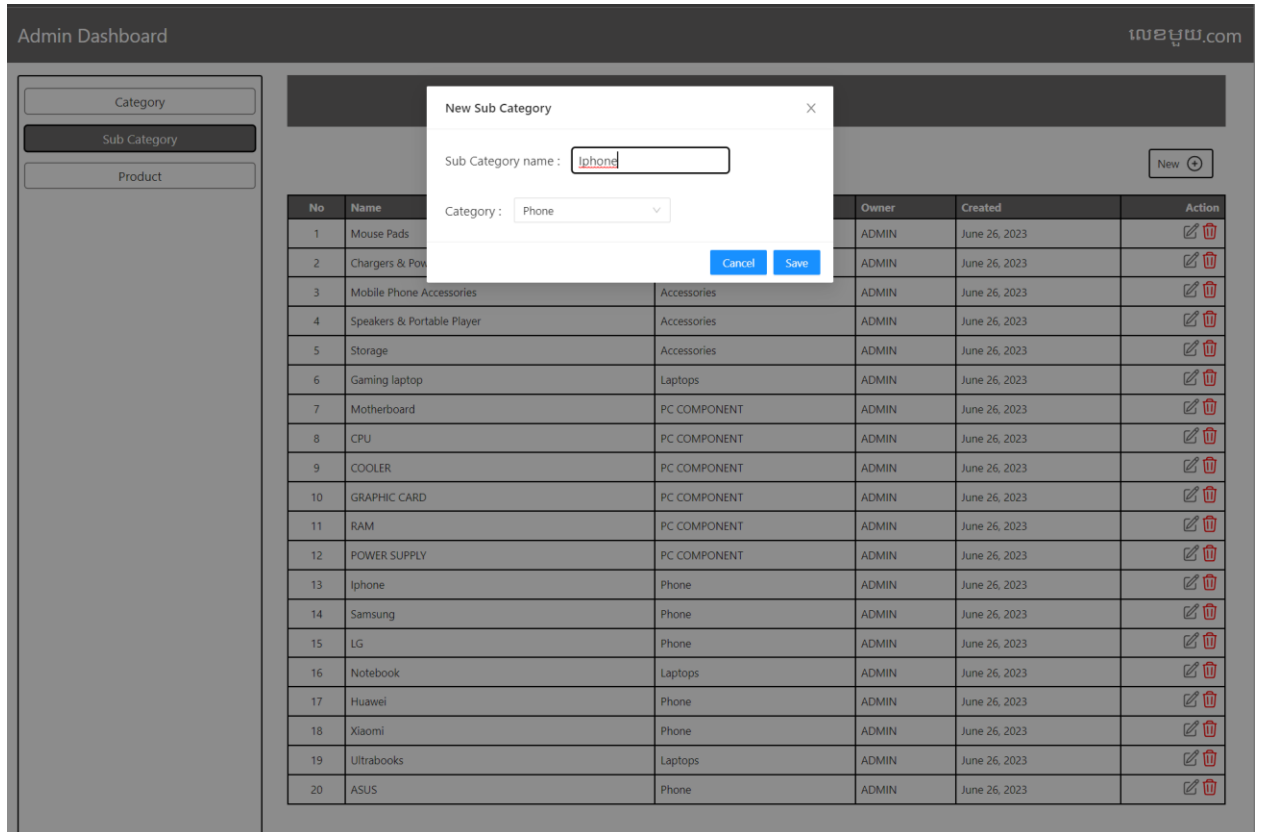 Admin Dashboard លេខមួយ.com
Category
Sub Category
Product
New Sub Category
Sub Category name : Iphone
Category : Phone
Cancel Save
New
No Name Owner Created Action
1 Mouse Pads ADMIN June 26, 2023
2 Chargers & Pow ADMIN June 26, 2023
3 Mobile Phone Accessories Accessories ADMIN June 26, 2023
4 Speakers & Portable Player Accessories ADMIN June 26, 2023
5 Storage Accessories ADMIN June 26, 2023
6 Gaming laptop Laptops ADMIN June 26, 2023
7 Motherboard PC COMPONENT ADMIN June 26, 2023
8 CPU PC COMPONENT ADMIN June 26, 2023
9 COOLER PC COMPONENT ADMIN June 26, 2023
10 GRAPHIC CARD PC COMPONENT ADMIN June 26, 2023
11 RAM PC COMPONENT ADMIN June 26, 2023
12 POWER SUPPLY PC COMPONENT ADMIN June 26, 2023
13 Iphone Phone ADMIN June 26, 2023
14 Samsung Phone ADMIN June 26, 2023
15 LG Phone ADMIN June 26, 2023
16 Notebook Laptops ADMIN June 26, 2023
17 Huawei Phone ADMIN June 26, 2023
18 Xiaomi Phone ADMIN June 26, 2023
19 Ultrabooks Laptops ADMIN June 26, 2023
20 ASUS Phone ADMIN June 26, 2023